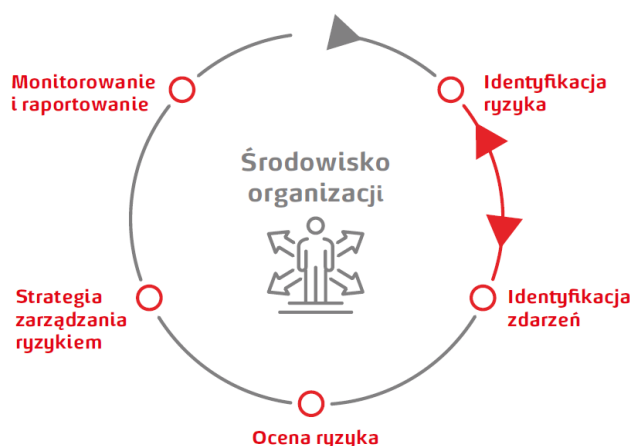 Monitorowanie
i raportowanie
Identyfikacja
ryzyka
Środowisko
organizacji
Strategia
zarządzania
ryzykiem
Identyfikacja
zdarzeń
Ocena ryzyka